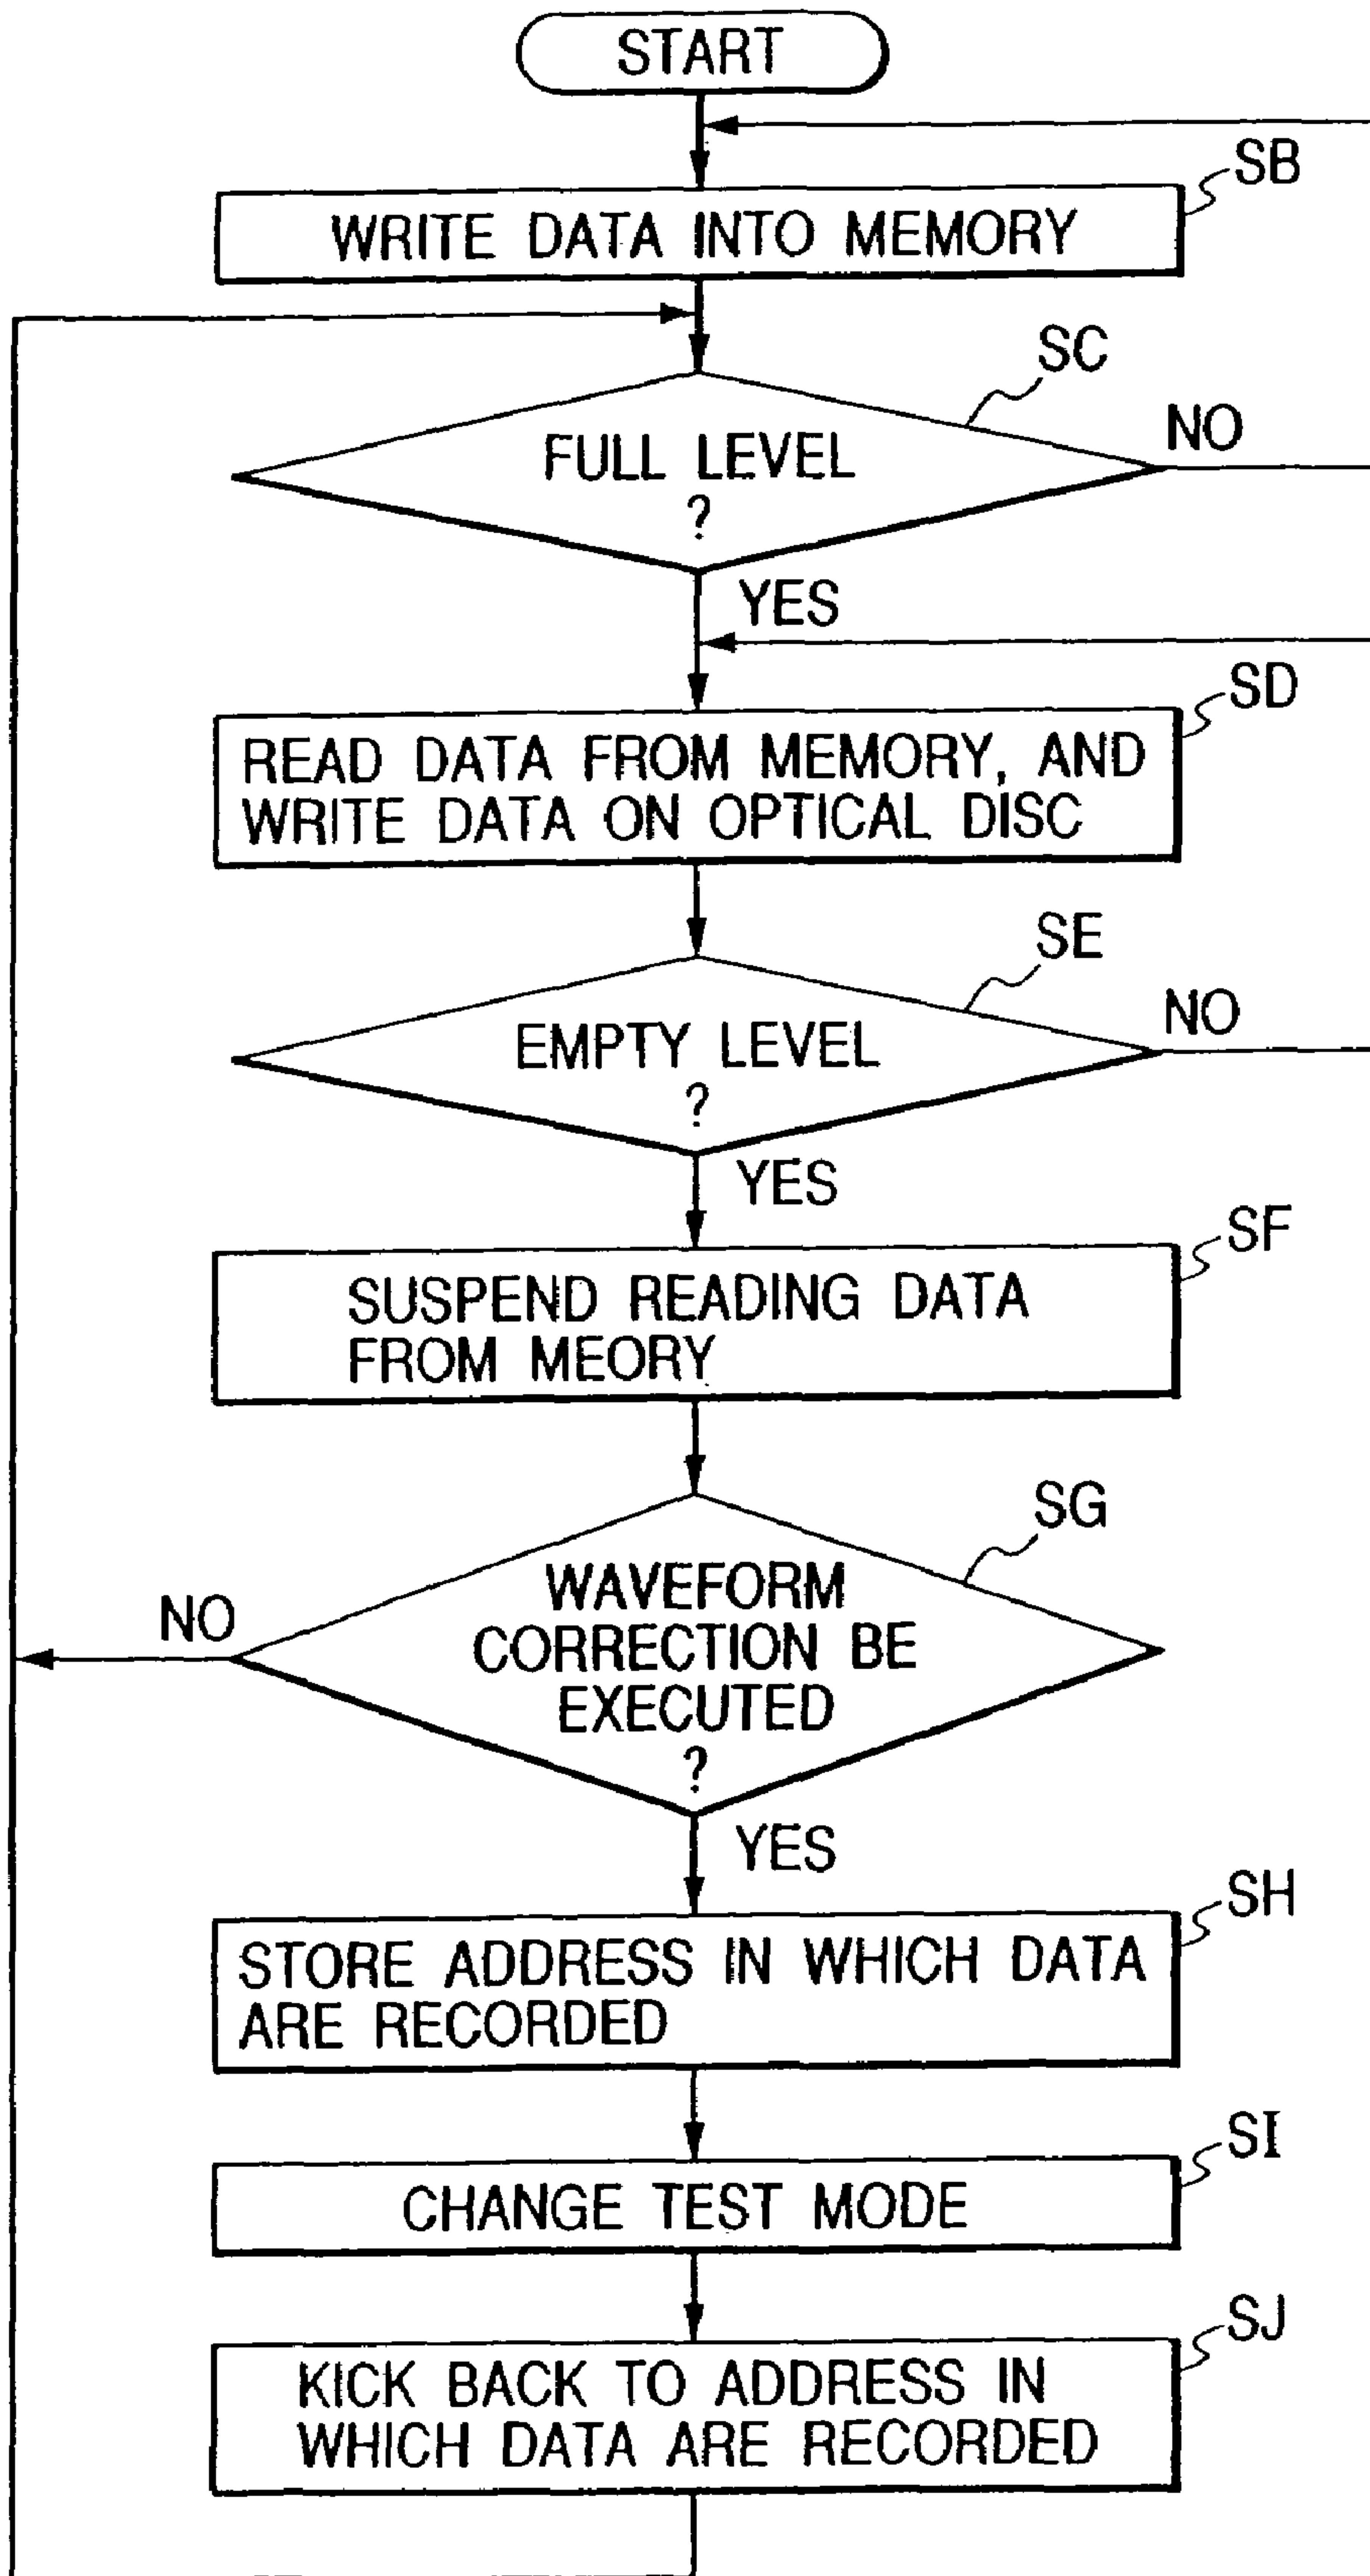 START
SB
WRITE DATA INTO MEMORY
SC
FULL LEVEL
?
NO
YES
SD
READ DATA FROM MEMORY, AND
WRITE DATA ON OPTICAL DISC
SE
EMPTY LEVEL
?
NO
YES
SF
SUSPEND READING DATA
FROM MEORY
SG
WAVEFORM
CORRECTION BE
EXECUTED
?
NO
YES
SH
STORE ADDRESS IN WHICH DATA
ARE RECORDED
SI
CHANGE TEST MODE
SJ
KICK BACK TO ADDRESS IN
WHICH DATA ARE RECORDED